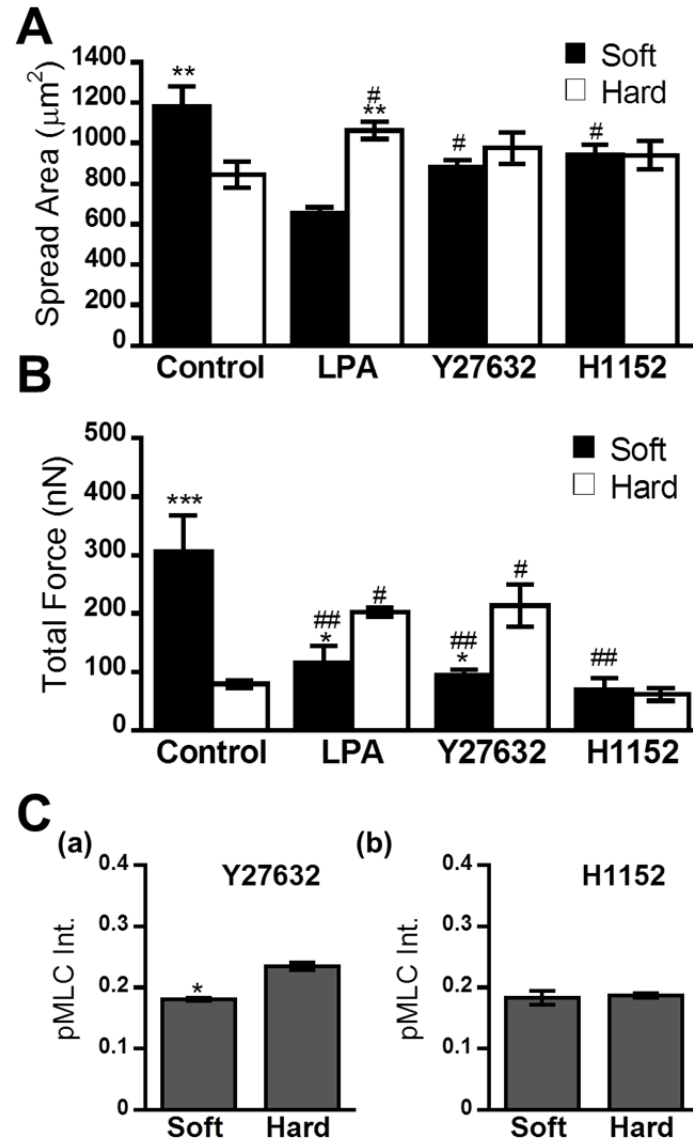 A
Spread Area (µm²)
1400
1200
1000
800
600
400
200
0
**
#
**
#
#
Soft
Hard
Control LPA Y27632 H1152
B
Total Force (nN)
500
400
300
200
100
0
***
##
*
#
##
*
#
##
Soft
Hard
Control LPA Y27632 H1152
C
(a)
Y27632
pMLC Int.
0.4
0.3
0.2
0.1
0
*
Soft Hard
(b)
H1152
pMLC Int.
0.4
0.3
0.2
0.1
0
Soft Hard